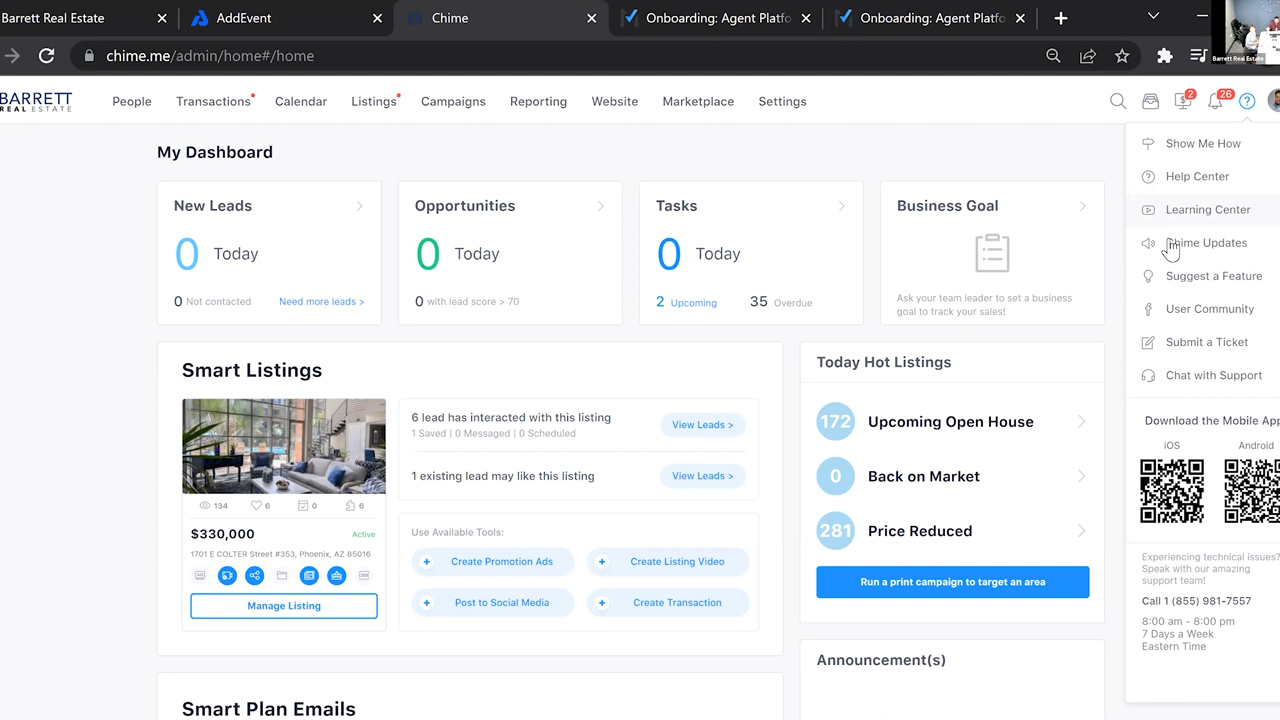 Barrett Real Estate
AddEvent
Chime
Onboarding: Agent Platfo
Onboarding: Agent Platfo
Barrett Real Estate
chime.me/admin/home#/home
BARRETT
REAL ESTATE
People
Transactions
Calendar
Listings
Campaigns
Reporting
Website
Marketplace
Settings
2
26
?
My Dashboard
New Leads
0 Today
0 Not contacted
Need more leads >
Opportunities
0 Today
0 with lead score > 70
Tasks
0 Today
2 Upcoming
35 Overdue
Business Goal
Ask your team leader to set a business
goal to track your sales!
Smart Listings
134
6
0
6
$330,000
Active
1701 E COLTER Street #353, Phoenix, AZ 85016
Manage Listing
6 lead has interacted with this listing
1 Saved | 0 Messaged | 0 Scheduled
View Leads >
1 existing lead may like this listing
View Leads >
Use Available Tools:
+ Create Promotion Ads
+ Create Listing Video
+ Post to Social Media
+ Create Transaction
Today Hot Listings
172 Upcoming Open House
0 Back on Market
281 Price Reduced
Run a print campaign to target an area
Announcement(s)
Smart Plan Emails
Show Me How
Help Center
Learning Center
Chime Updates
Suggest a Feature
User Community
Submit a Ticket
Chat with Support
Download the Mobile App
iOS
Android
Experiencing technical issues?
Speak with our amazing
support team!
Call 1 (855) 981-7557
8:00 am - 8:00 pm
7 Days a Week
Eastern Time